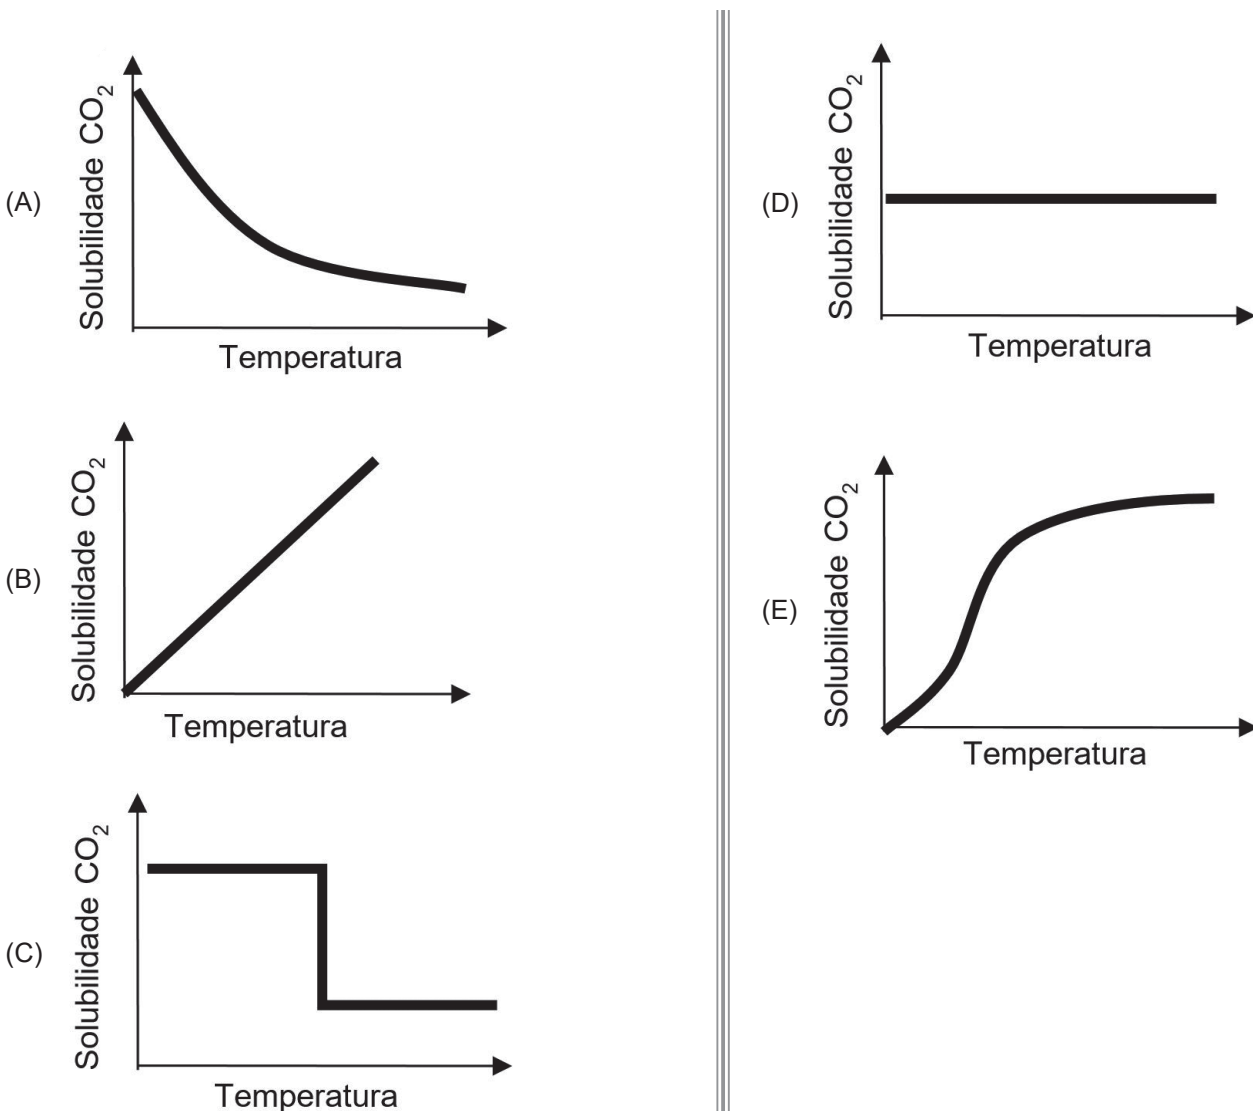 (A)
Solubilidade CO₂
Temperatura
(B)
Solubilidade CO₂
Temperatura
(C)
Solubilidade CO₂
Temperatura
(D)
Solubilidade CO₂
Temperatura
(E)
Solubilidade CO₂
Temperatura